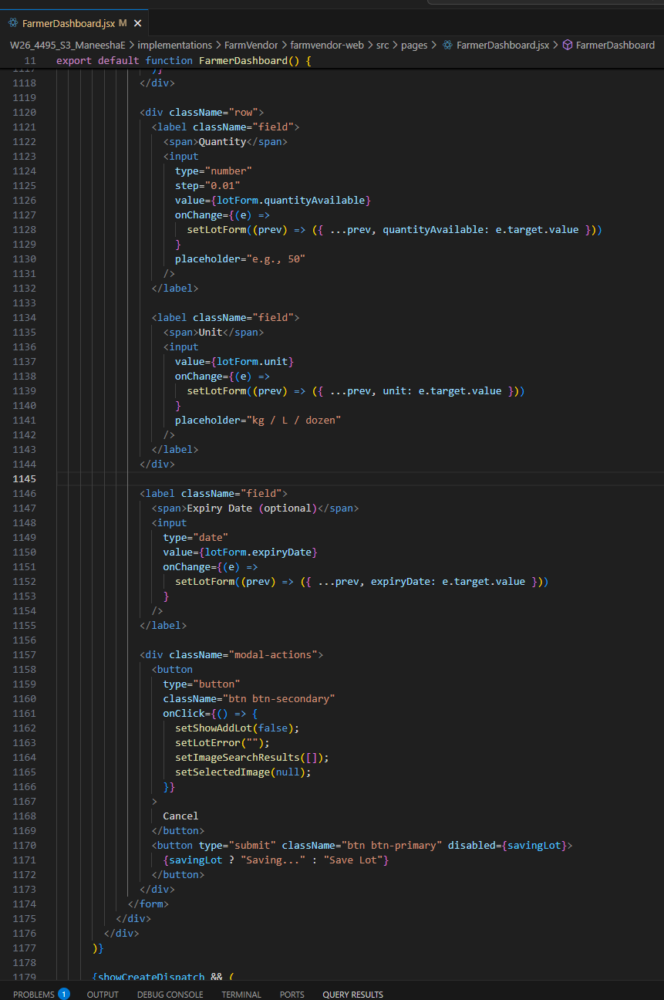 FarmerDashboard.jsx M ✕
W26_4495_S3_ManeeshaE > implementations > FarmVendor > farmvendor-web > src > pages > FarmerDashboard.jsx > FarmerDashboard
11 export default function FarmerDashboard() {
1117 )}
1118 </div>
1119
1120 <div className="row">
1121 <label className="field">
1122 <span>Quantity</span>
1123 <input
1124 type="number"
1125 step="0.01"
1126 value={lotForm.quantityAvailable}
1127 onChange={(e) =>
1128 setLotForm((prev) => ({ ...prev, quantityAvailable: e.target.value }))
1129 }
1130 placeholder="e.g., 50"
1131 />
1132 </label>
1133
1134 <label className="field">
1135 <span>Unit</span>
1136 <input
1137 value={lotForm.unit}
1138 onChange={(e) =>
1139 setLotForm((prev) => ({ ...prev, unit: e.target.value }))
1140 }
1141 placeholder="kg / L / dozen"
1142 />
1143 </label>
1144 </div>
1145
1146 <label className="field">
1147 <span>Expiry Date (optional)</span>
1148 <input
1149 type="date"
1150 value={lotForm.expiryDate}
1151 onChange={(e) =>
1152 setLotForm((prev) => ({ ...prev, expiryDate: e.target.value }))
1153 }
1154 />
1155 </label>
1156
1157 <div className="modal-actions">
1158 <button
1159 type="button"
1160 className="btn btn-secondary"
1161 onClick={() => {
1162 setShowAddLot(false);
1163 setLotError("");
1164 setImageSearchResults([]);
1165 setSelectedImage(null);
1166 }}
1167 >
1168 Cancel
1169 </button>
1170 <button type="submit" className="btn btn-primary" disabled={savingLot}>
1171 {savingLot ? "Saving..." : "Save Lot"}
1172 </button>
1173 </div>
1174 </form>
1175 </div>
1176 </div>
1177 )}
1178
1179 {showCreateDispatch && (
PROBLEMS 1 OUTPUT DEBUG CONSOLE TERMINAL PORTS QUERY RESULTS